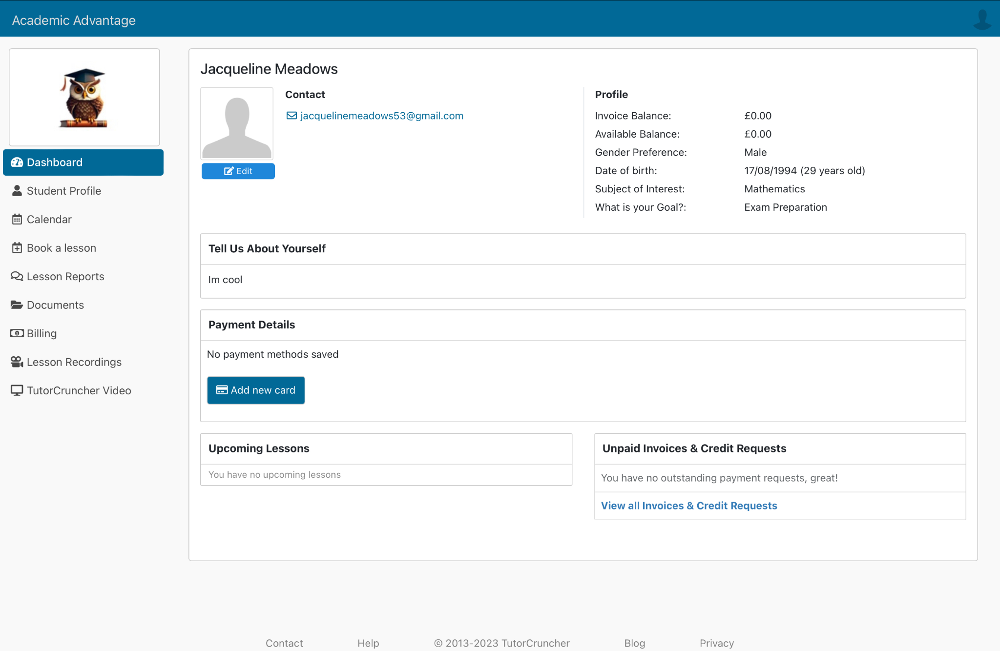 Academic Advantage
Dashboard
Student Profile
Calendar
Book a lesson
Lesson Reports
Documents
Billing
Lesson Recordings
TutorCruncher Video
Jacqueline Meadows
Edit
Contact
jacquelinemeadows53@gmail.com
Profile
Invoice Balance: £0.00
Available Balance: £0.00
Gender Preference: Male
Date of birth: 17/08/1994 (29 years old)
Subject of Interest: Mathematics
What is your Goal?: Exam Preparation
Tell Us About Yourself
Im cool
Payment Details
No payment methods saved
Add new card
Upcoming Lessons
You have no upcoming lessons
Unpaid Invoices & Credit Requests
You have no outstanding payment requests, great!
View all Invoices & Credit Requests
Contact Help © 2013-2023 TutorCruncher Blog Privacy